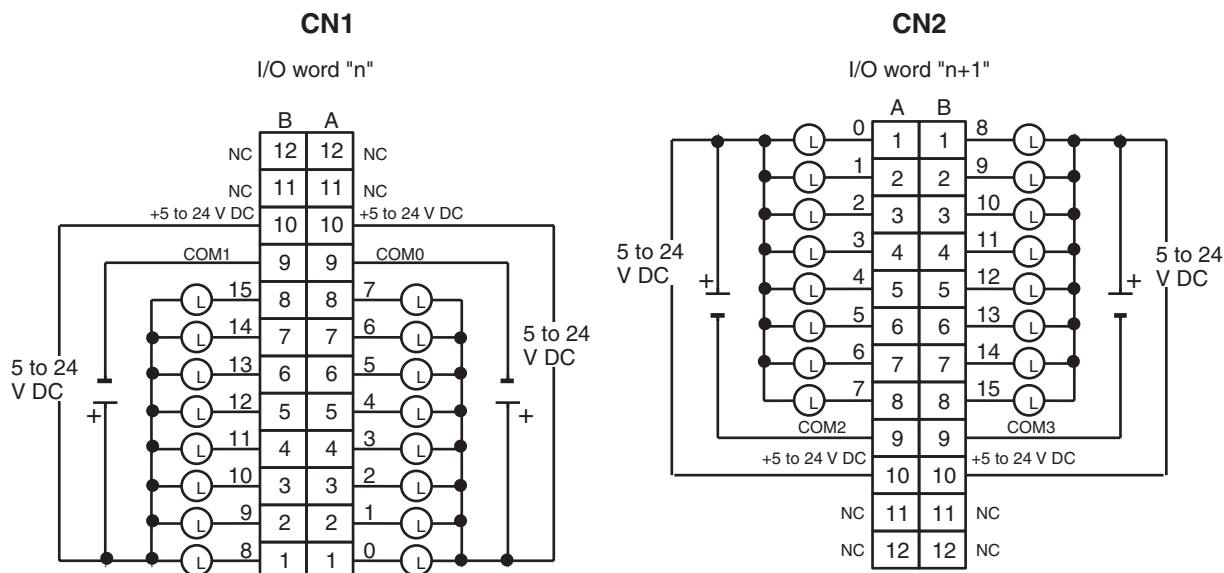 CN1
I/O word "n"
B A
NC 12 12 NC
NC 11 11 NC
+5 to 24 V DC 10 10 +5 to 24 V DC
COM1 9 9 COM0
L 15 8 8 7 L
L 14 7 7 6 L
L 13 6 6 5 L
L 12 5 5 4 L
L 11 4 4 3 L
L 10 3 3 2 L
L 9 2 2 1 L
L 8 1 1 0 L
5 to 24
V DC
+
+
5 to 24
V DC
CN2
I/O word "n+1"
A B
L 0 1 1 8 L
L 1 2 2 9 L
L 2 3 3 10 L
L 3 4 4 11 L
L 4 5 5 12 L
L 5 6 6 13 L
L 6 7 7 14 L
L 7 8 8 15 L
COM2 9 9 COM3
+5 to 24 V DC 10 10 +5 to 24 V DC
NC 11 11 NC
NC 12 12 NC
5 to 24
V DC
+
+
5 to 24
V DC